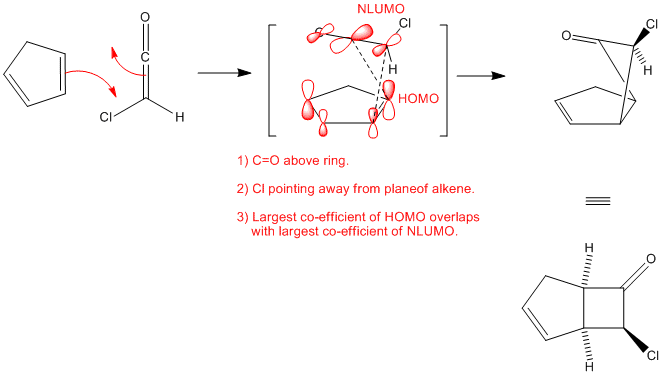 NLUMO
O
Cl
O
C
H
Cl
H
HOMO
O
Cl
H
1) C=O above ring.
2) Cl pointing away from planeof alkene.
3) Largest co-efficient of HOMO overlaps
with largest co-efficient of NLUMO.
H
O
H
Cl